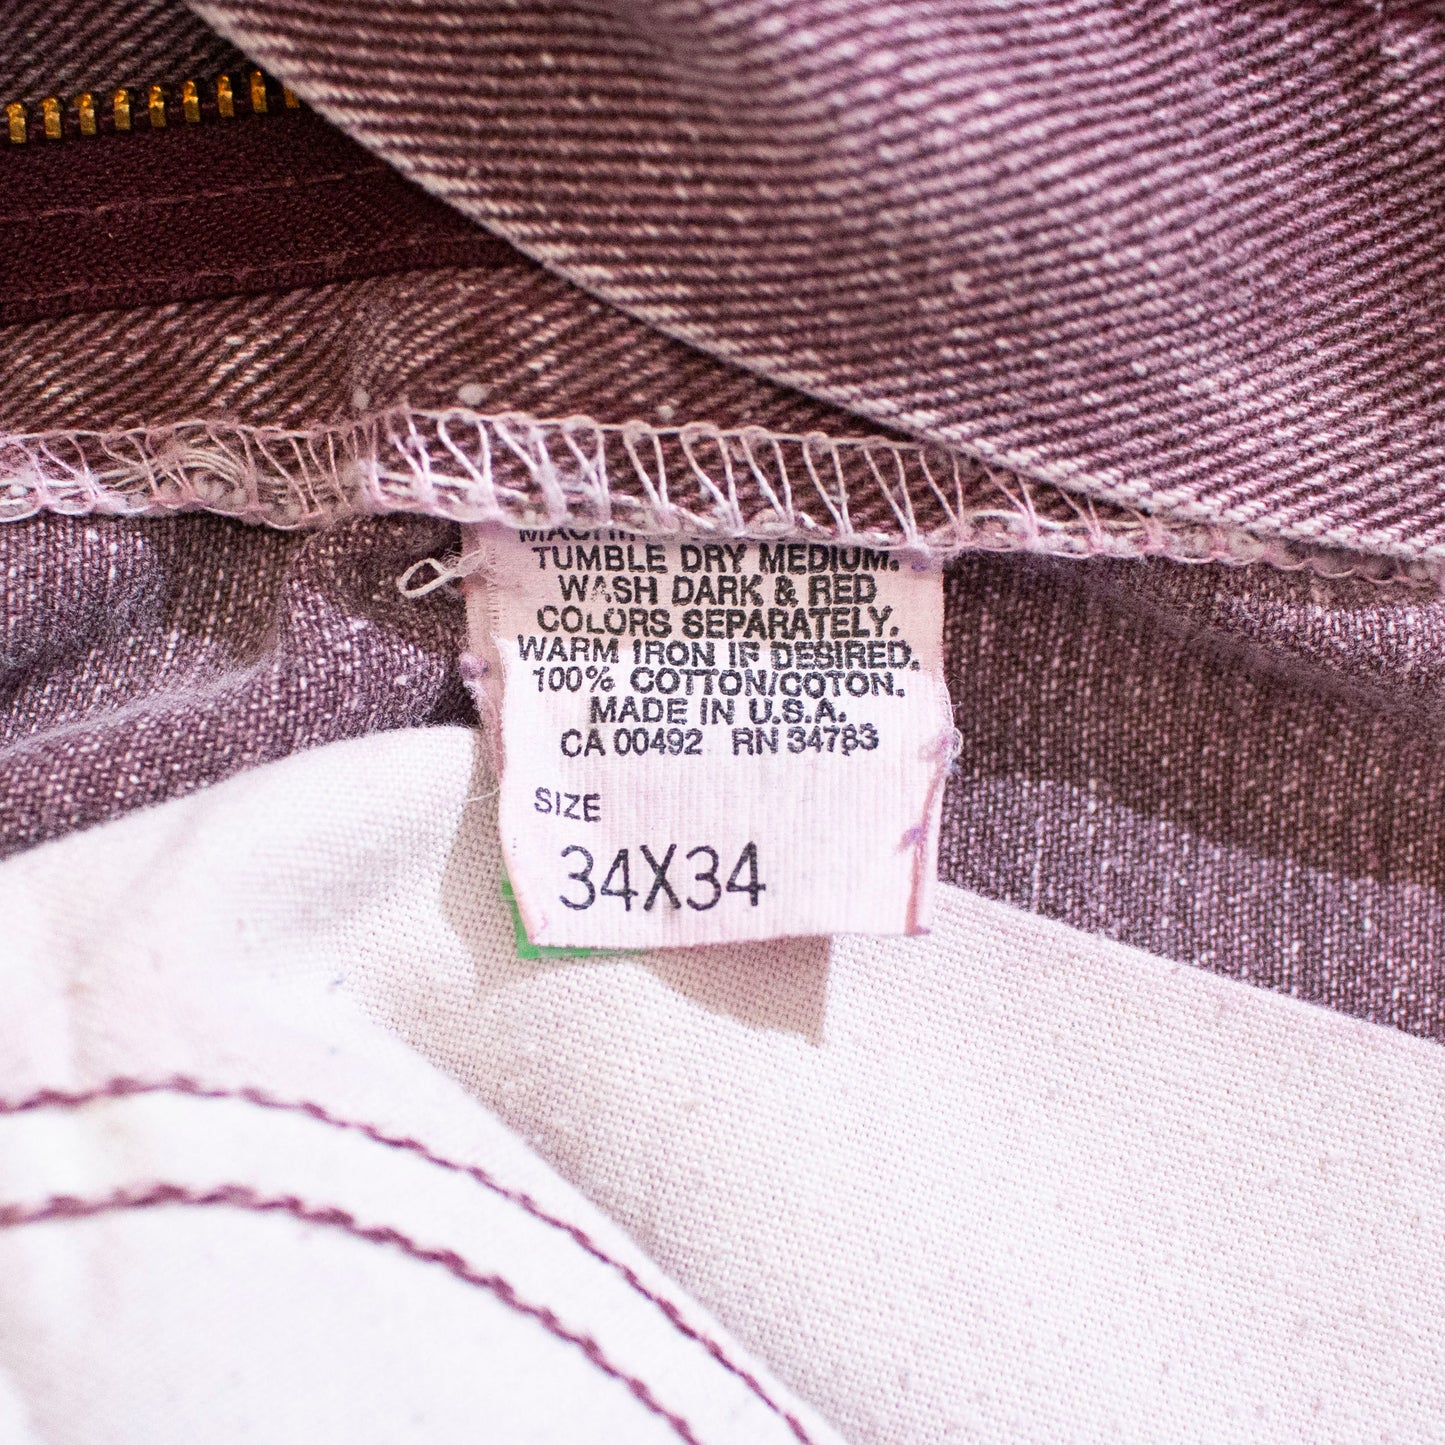 TUMBLE DRY MEDIUM.
WASH DARK & RED
COLORS SEPARATELY.
WARM IRON IF DESIRED.
100% COTTON/COTON.
MADE IN U.S.A.
CA 00492 RN 34783
SIZE
34X34